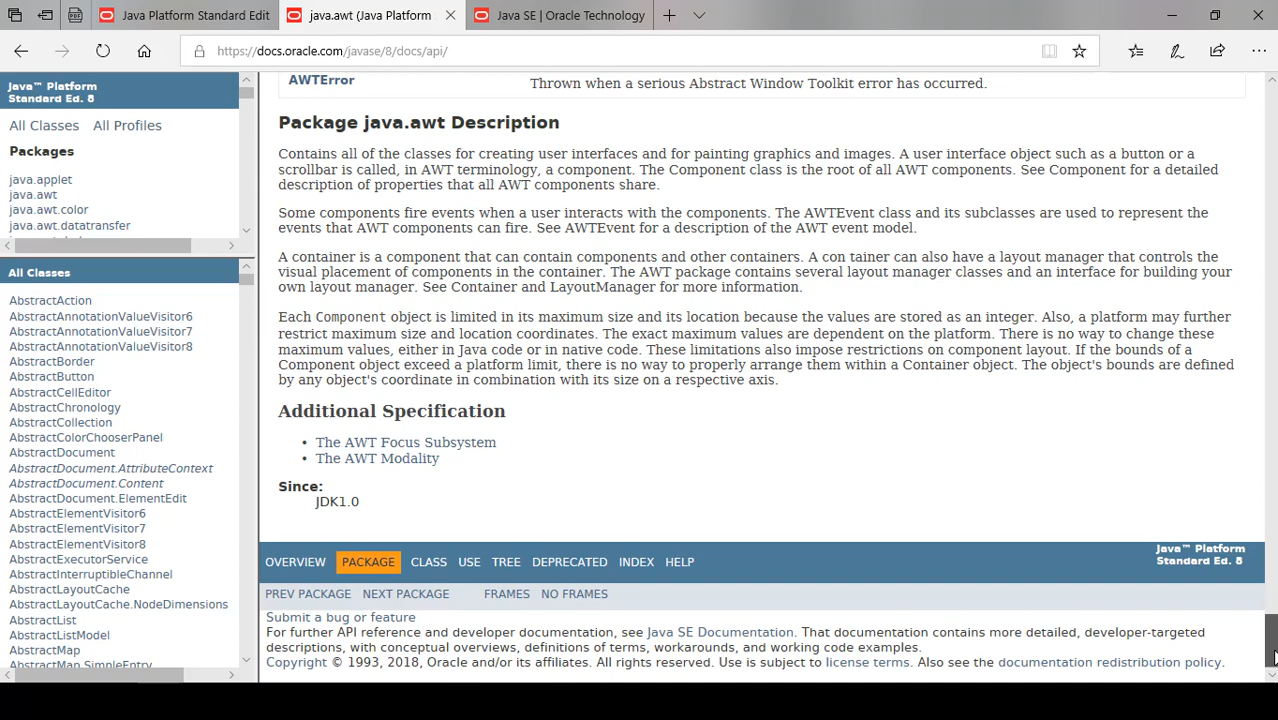 Java Platform Standard Edit
java.awt (Java Platform
Java SE | Oracle Technology
https://docs.oracle.com/javase/8/docs/api/
Java™ Platform
Standard Ed. 8
All Classes All Profiles
Packages
java.applet
java.awt
java.awt.color
java.awt.datatransfer
All Classes
AbstractAction
AbstractAnnotationValueVisitor6
AbstractAnnotationValueVisitor7
AbstractAnnotationValueVisitor8
AbstractBorder
AbstractButton
AbstractCellEditor
AbstractChronology
AbstractCollection
AbstractColorChooserPanel
AbstractDocument
AbstractDocument.AttributeContext
AbstractDocument.Content
AbstractDocument.ElementEdit
AbstractElementVisitor6
AbstractElementVisitor7
AbstractElementVisitor8
AbstractExecutorService
AbstractInterruptibleChannel
AbstractLayoutCache
AbstractLayoutCache.NodeDimensions
AbstractList
AbstractListModel
AbstractMap
AbstractMap.SimpleEntry
AWTError Thrown when a serious Abstract Window Toolkit error has occurred.
Package java.awt Description
Contains all of the classes for creating user interfaces and for painting graphics and images. A user interface object such as a button or a
scrollbar is called, in AWT terminology, a component. The Component class is the root of all AWT components. See Component for a detailed
description of properties that all AWT components share.
Some components fire events when a user interacts with the components. The AWTEvent class and its subclasses are used to represent the
events that AWT components can fire. See AWTEvent for a description of the AWT event model.
A container is a component that can contain components and other containers. A con tainer can also have a layout manager that controls the
visual placement of components in the container. The AWT package contains several layout manager classes and an interface for building your
own layout manager. See Container and LayoutManager for more information.
Each Component object is limited in its maximum size and its location because the values are stored as an integer. Also, a platform may further
restrict maximum size and location coordinates. The exact maximum values are dependent on the platform. There is no way to change these
maximum values, either in Java code or in native code. These limitations also impose restrictions on component layout. If the bounds of a
Component object exceed a platform limit, there is no way to properly arrange them within a Container object. The object's bounds are defined
by any object's coordinate in combination with its size on a respective axis.
Additional Specification
• The AWT Focus Subsystem
• The AWT Modality
Since:
JDK1.0
OVERVIEW PACKAGE CLASS USE TREE DEPRECATED INDEX HELP
Java™ Platform
Standard Ed. 8
PREV PACKAGE NEXT PACKAGE FRAMES NO FRAMES
Submit a bug or feature
For further API reference and developer documentation, see Java SE Documentation. That documentation contains more detailed, developer-targeted
descriptions, with conceptual overviews, definitions of terms, workarounds, and working code examples.
Copyright © 1993, 2018, Oracle and/or its affiliates. All rights reserved. Use is subject to license terms. Also see the documentation redistribution policy.